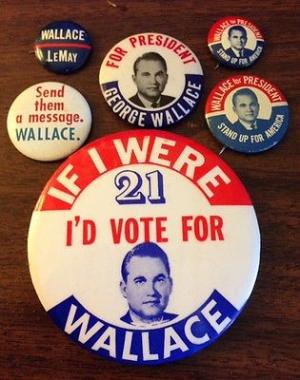 WALLACE
LeMAY
FOR PRESIDENT
GEORGE WALLACE
WALLACE for PRESIDENT
STAND UP FOR AMERICA
Send
them
a message.
WALLACE.
WALLACE for PRESIDENT
STAND UP FOR AMERICA
IF I WERE
21
I'D VOTE FOR
WALLACE